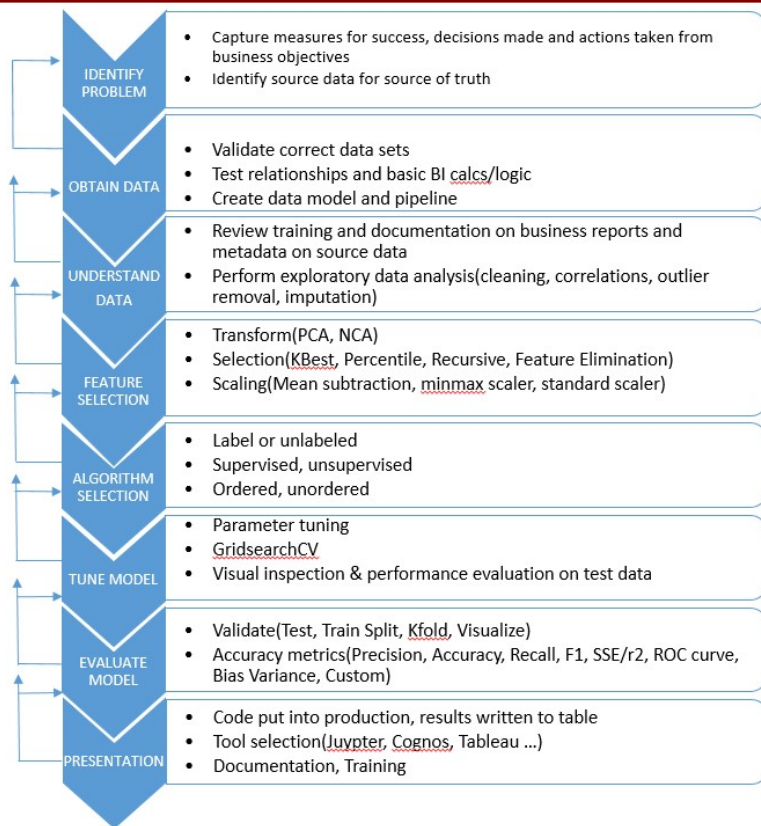 IDENTIFY
PROBLEM
• Capture measures for success, decisions made and actions taken from
business objectives
• Identify source data for source of truth
OBTAIN DATA
• Validate correct data sets
• Test relationships and basic BI calcs/logic
• Create data model and pipeline
UNDERSTAND
DATA
• Review training and documentation on business reports and
metadata on source data
• Perform exploratory data analysis(cleaning, correlations, outlier
removal, imputation)
FEATURE
SELECTION
• Transform(PCA, NCA)
• Selection(KBest, Percentile, Recursive, Feature Elimination)
• Scaling(Mean subtraction, minmax scaler, standard scaler)
ALGORITHM
SELECTION
• Label or unlabeled
• Supervised, unsupervised
• Ordered, unordered
TUNE MODEL
• Parameter tuning
• GridsearchCV
• Visual inspection & performance evaluation on test data
EVALUATE
MODEL
• Validate(Test, Train Split, Kfold, Visualize)
• Accuracy metrics(Precision, Accuracy, Recall, F1, SSE/r2, ROC curve,
Bias Variance, Custom)
PRESENTATION
• Code put into production, results written to table
• Tool selection(Juypter, Cognos, Tableau ...)
• Documentation, Training